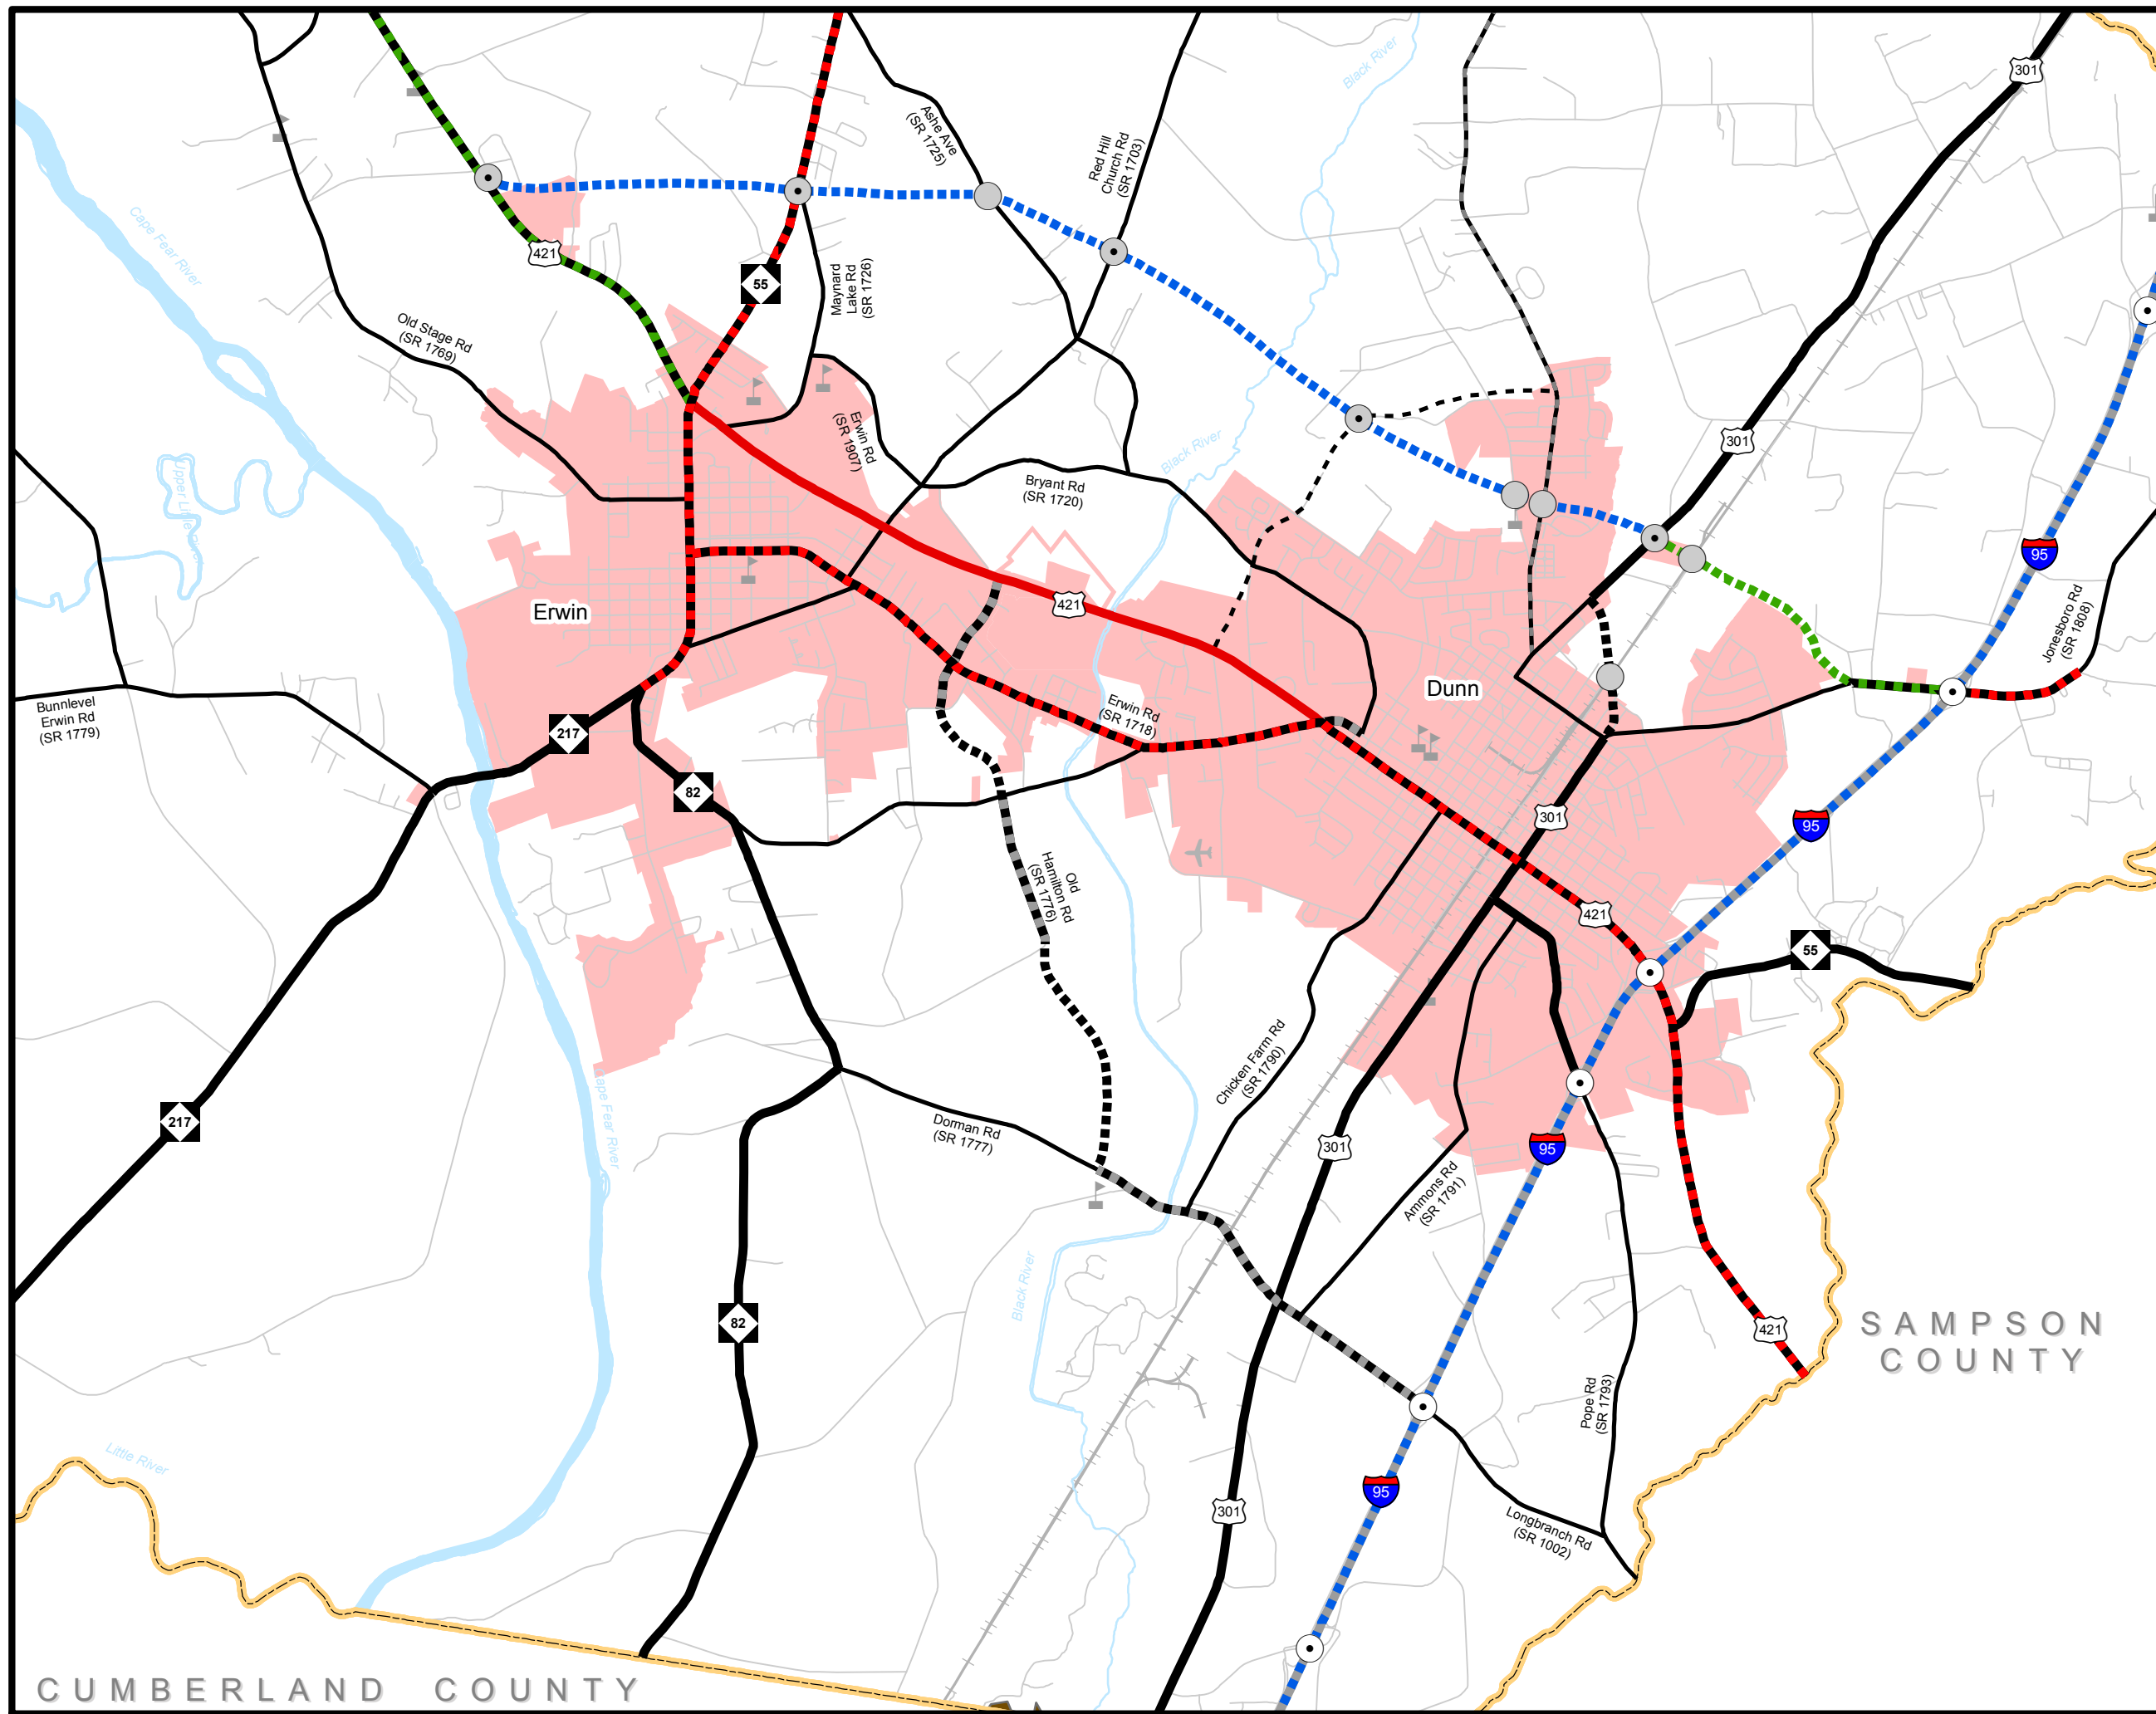 301
Black River
Ashe Ave
(SR 1725)
Red Hill
Church Rd
(SR 1703)
Cape Fear River
421
55
Maynard
Lake Rd
(SR 1726)
Old Stage Rd
(SR 1769)
Erwin Rd
(SR 1907)
Black River
301
Bryant Rd
(SR 1720)
95
Erwin
421
Jonesboro Rd
(SR 1808)
Dunn
Bunnlevel
Erwin Rd
(SR 1779)
217
Erwin Rd
(SR 1718)
82
301
95
Old
Hamilton Rd
(SR 1776)
421
55
Cape Fear River
Chicken Farm Rd
(SR 1790)
217
Dorman Rd
(SR 1777)
301
95
Ammons Rd
(SR 1791)
Black River
82
421
SAMPSON
COUNTY
Pope Rd
(SR 1793)
Little River
95
301
Longbranch Rd
(SR 1002)
CUMBERLAND COUNTY